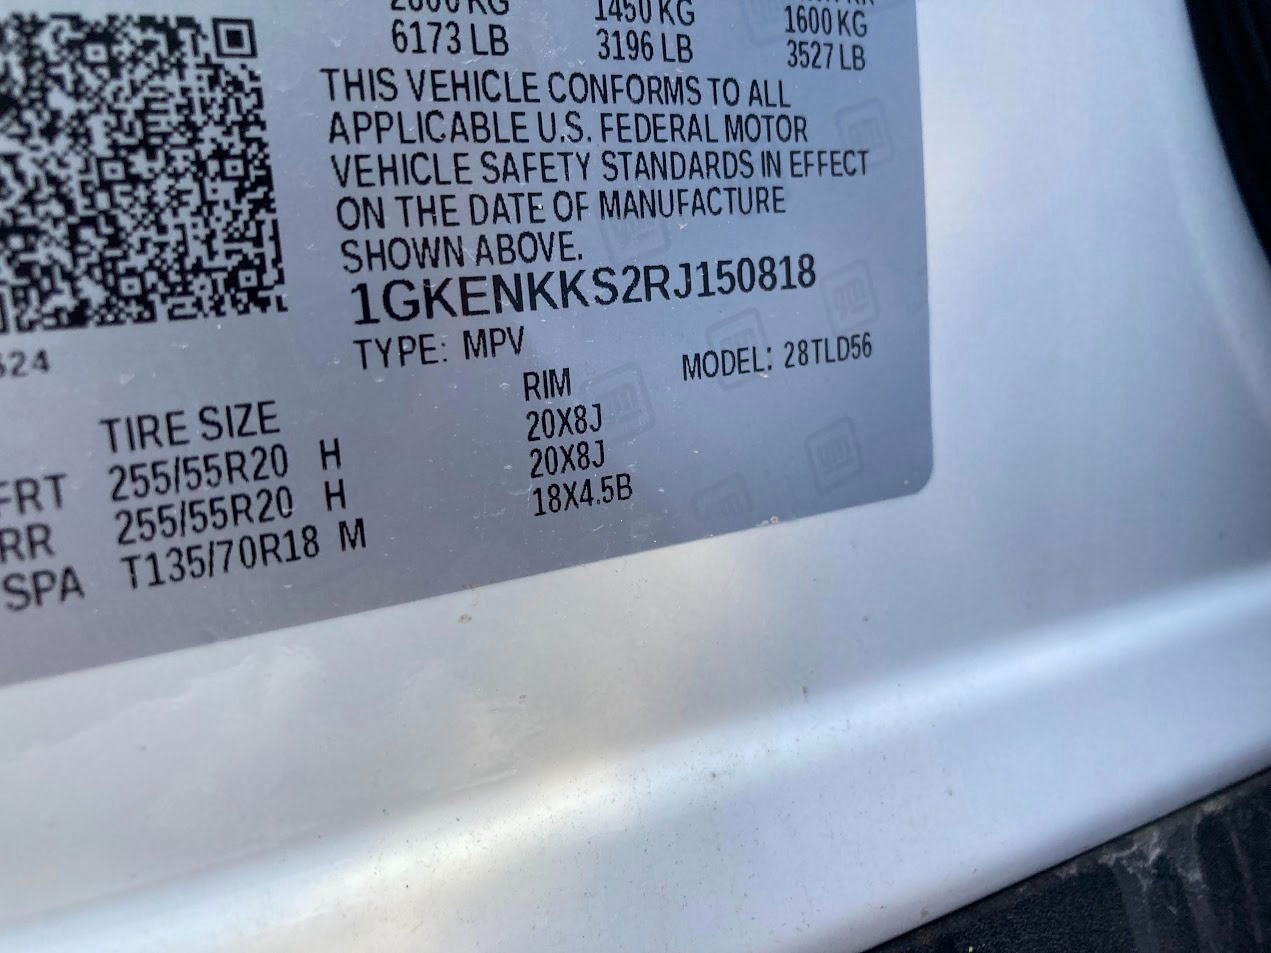 1450 KG
1600 KG
6173 LB 3196 LB 3527 LB
THIS VEHICLE CONFORMS TO ALL
APPLICABLE U.S. FEDERAL MOTOR
VEHICLE SAFETY STANDARDS IN EFFECT
ON THE DATE OF MANUFACTURE
SHOWN ABOVE.
1GKENKKS2RJ150818
TYPE: MPV MODEL: 28TLD56
TIRE SIZE RIM
FRT 255/55R20 H 20X8J
RR 255/55R20 H 20X8J
SPA T135/70R18 M 18X4.5B